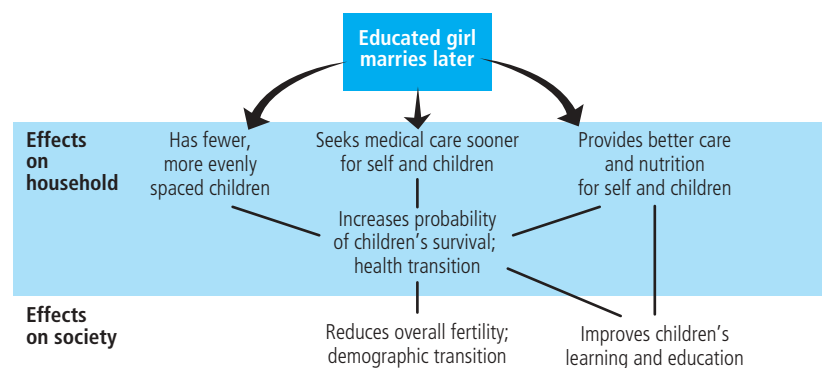 Educated girl
marries later
Effects
on
household
Has fewer,
more evenly
spaced children
Seeks medical care sooner
for self and children
Provides better care
and nutrition
for self and children
Increases probability
of children’s survival;
health transition
Effects
on society
Reduces overall fertility;
demographic transition
Improves children’s
learning and education